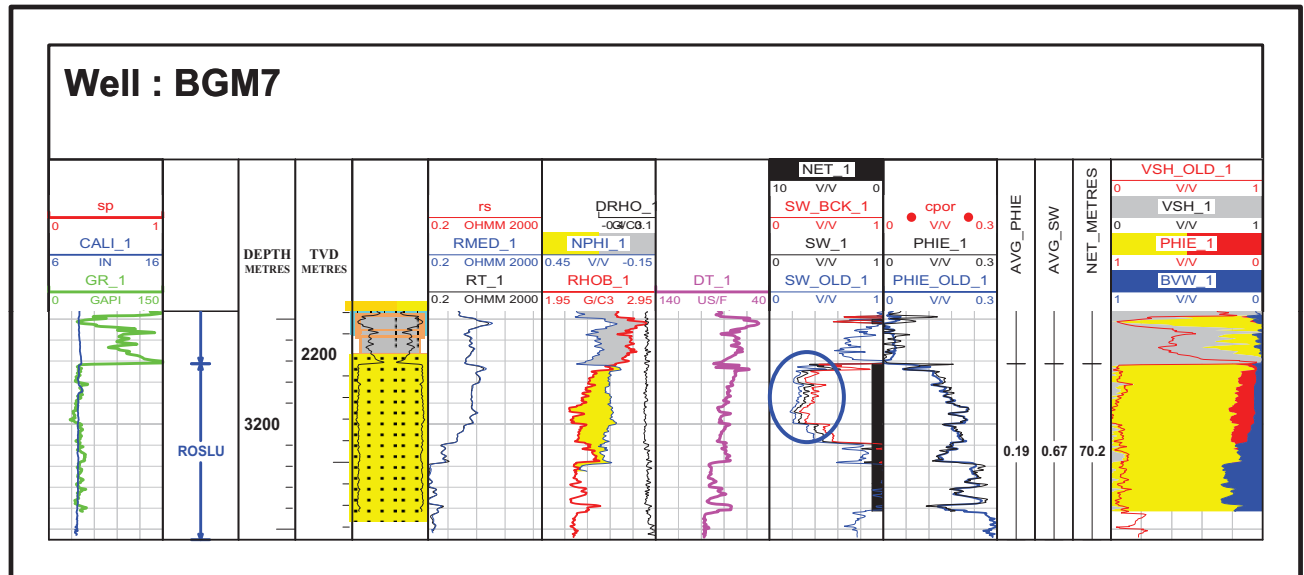 Well : BGM7
sp
0 1
CALI_1
6 IN 16
GR_1
0 GAPI 150
DEPTH
METRES
TVD
METRES
rs
0.2 OHMM 2000
RMED_1
0.2 OHMM 2000
RT_1
0.2 OHMM 2000
DRHO_1
G/C3 0.1
NPHI_1
0.45 V/V -0.15
RHOB_1
1.95 G/C3 2.95
DT_1
140 US/F 40
NET_1
10 V/V 0
SW_BCK_1
0 V/V 1
SW_1
0 V/V 1
SW_OLD_1
0 V/V 1
cpor
0 V/V 0.3
PHIE_1
0 V/V 0.3
PHIE_OLD_1
0 V/V 0.3
AVG_PHIE
AVG_SW
NET_METRES
VSH_OLD_1
0 V/V 1
VSH_1
0 V/V 1
PHIE_1
1 V/V 0
BVW_1
1 V/V 0
2200
3200
ROSLU
0.19
0.67
70.2